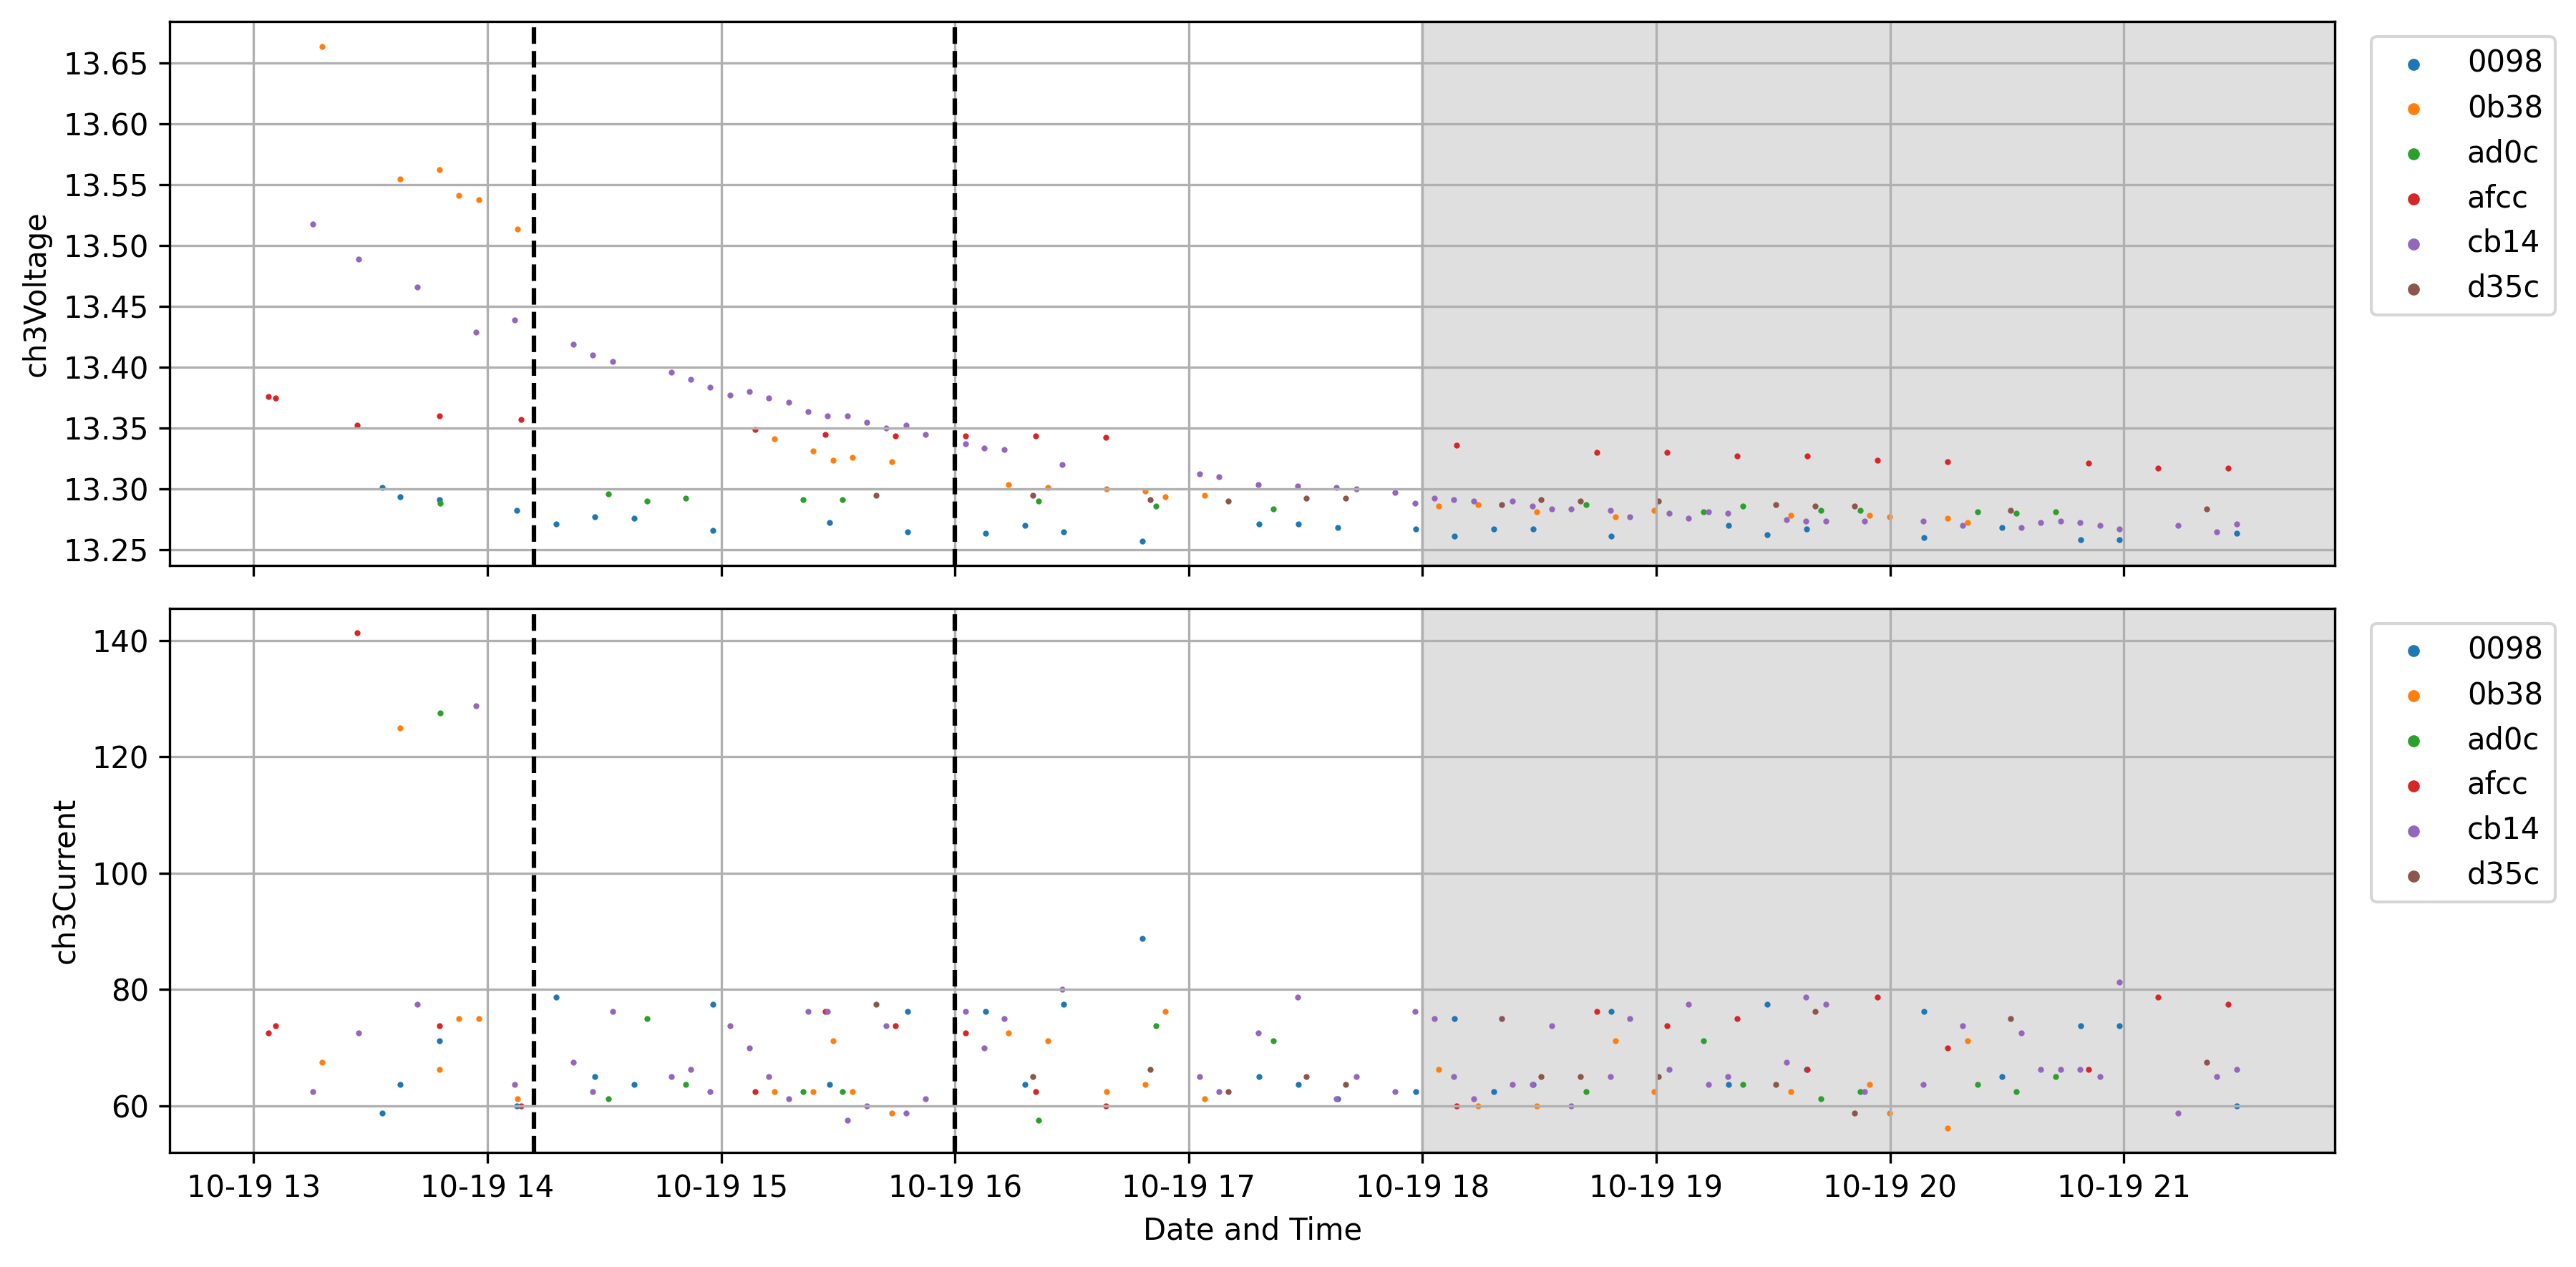 ch3Voltage
13.65
13.60
13.55
13.50
13.45
13.40
13.35
13.30
13.25
0098
0b38
ad0c
afcc
cb14
d35c
ch3Current
140
120
100
80
60
0098
0b38
ad0c
afcc
cb14
d35c
10-19 13 10-19 14 10-19 15 10-19 16 10-19 17 10-19 18 10-19 19 10-19 20 10-19 21
Date and Time